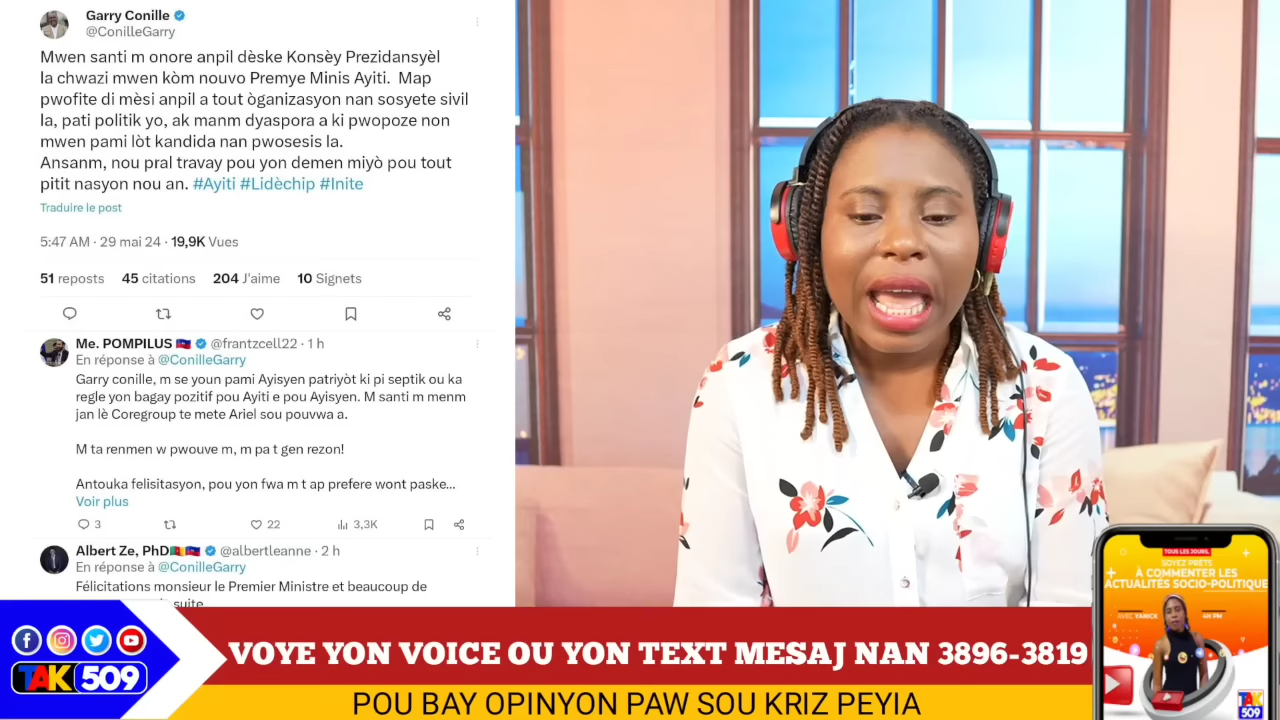 Garry Conille
@ConilleGarry
Mwen santi m onore anpil dèske Konsèy Prezidansyèl
la chwazi mwen kòm nouvo Premye Minis Ayiti. Map
pwofite di mèsi anpil a tout òganizasyon nan sosyete sivil
la, pati politik yo, ak manm dyaspora a ki pwopoze non
mwen pami lòt kandida nan pwosesis la.
Ansanm, nou pral travay pou yon demen miyò pou tout
pitit nasyon nou an. #Ayiti #Lidèchip #Inite
Traduire le post
5:47 AM · 29 mai 24 · 19,9K Vues
51 reposts 45 citations 204 J'aime 10 Signets
Me. POMPILUS @frantzcell22 · 1 h
En réponse à @ConilleGarry
Garry conille, m se youn pami Ayisyen patriyòt ki pi septik ou ka
regle yon bagay pozitif pou Ayiti e pou Ayisyen. M santi m menm
jan lè Coregroup te mete Ariel sou pouvwa a.
M ta renmen w pwouve m, m pa t gen rezon!
Antouka felisitasyon, pou yon fwa m t ap prefere wont paske...
Voir plus
3 22 3,3K
Albert Ze, PhD @albertleanne · 2 h
En réponse à @ConilleGarry
Félicitations monsieur le Premier Ministre et beaucoup de
suite
TAK 509
VOYE YON VOICE OU YON TEXT MESAJ NAN 3896-3819
POU BAY OPINYON PAW SOU KRIZ PEYIA
TOUS LES JOURS,
SOYEZ PRÊTS
À COMMENTER LES
ACTUALITÉS SOCIO-POLITIQUE
AVEC YANICK
4H PM
TAK
509